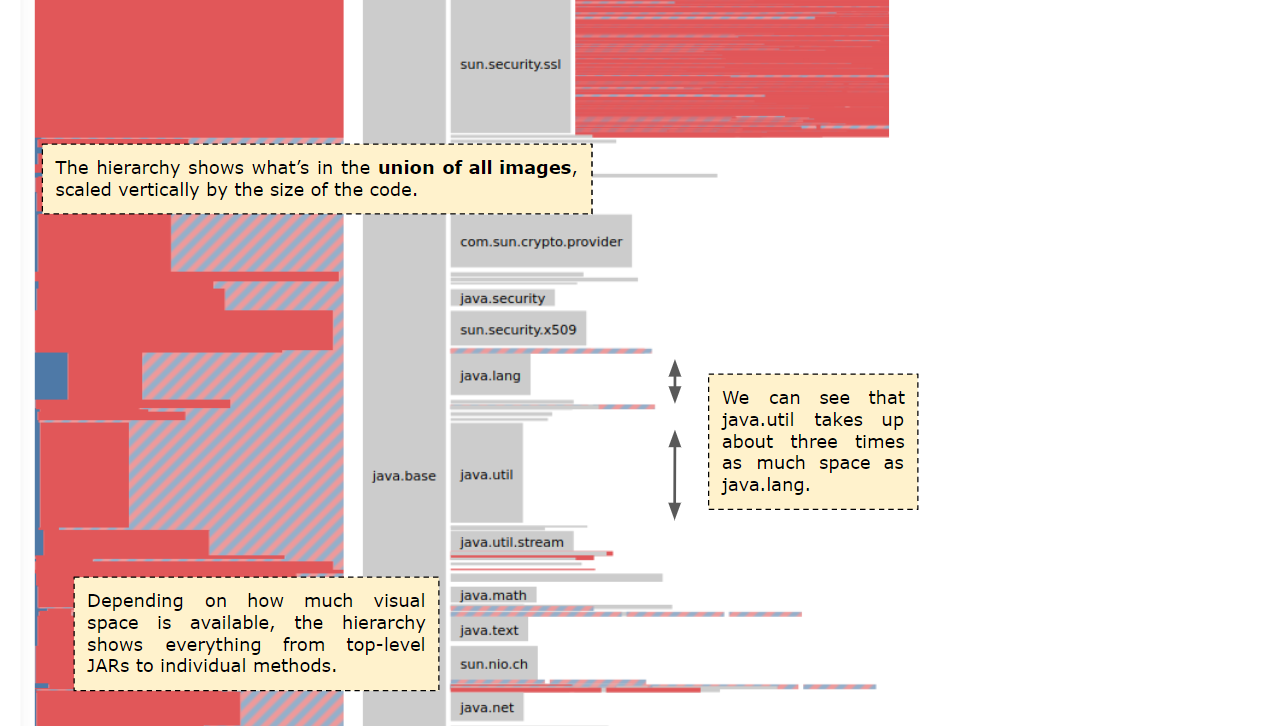 sun.security.ssl
The hierarchy shows what’s in the union of all images,
scaled vertically by the size of the code.
com.sun.crypto.provider
java.security
sun.security.x509
java.lang
We can see that
java.util takes up
about three times
as much space as
java.lang.
java.base
java.util
java.util.stream
Depending on how much visual
space is available, the hierarchy
shows everything from top-level
JARs to individual methods.
java.math
java.text
sun.nio.ch
java.net